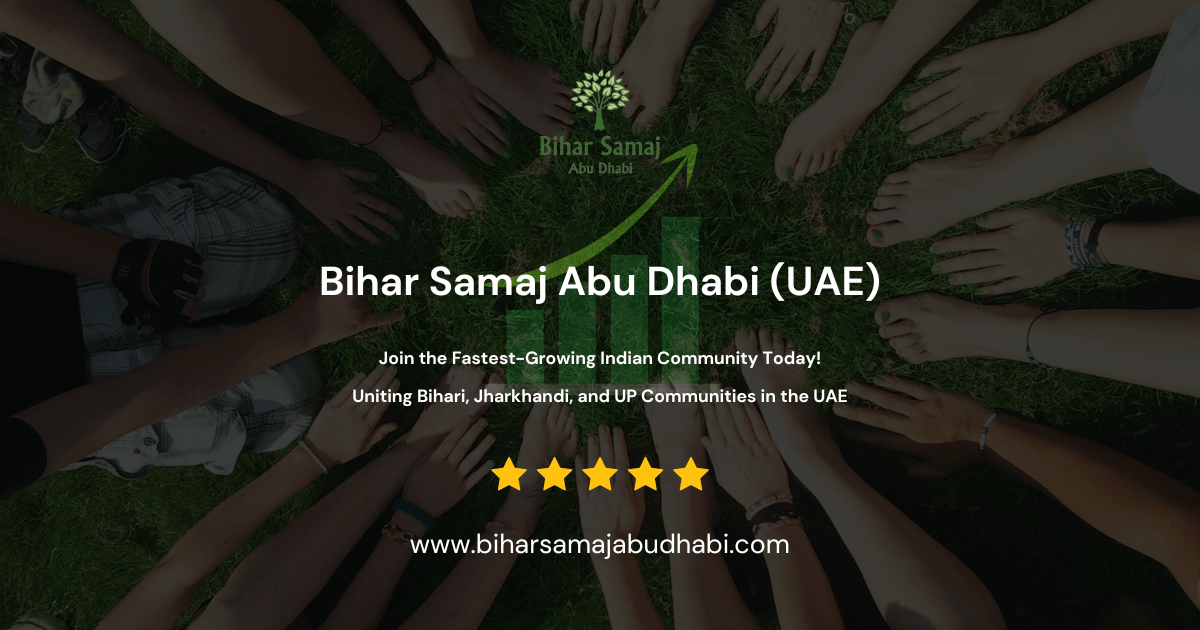 Bihar Samaj
Abu Dhabi
Bihar Samaj Abu Dhabi (UAE)
Join the Fastest-Growing Indian Community Today!
Uniting Bihari, Jharkhandi, and UP Communities in the UAE
www.biharsamajabudhabi.com